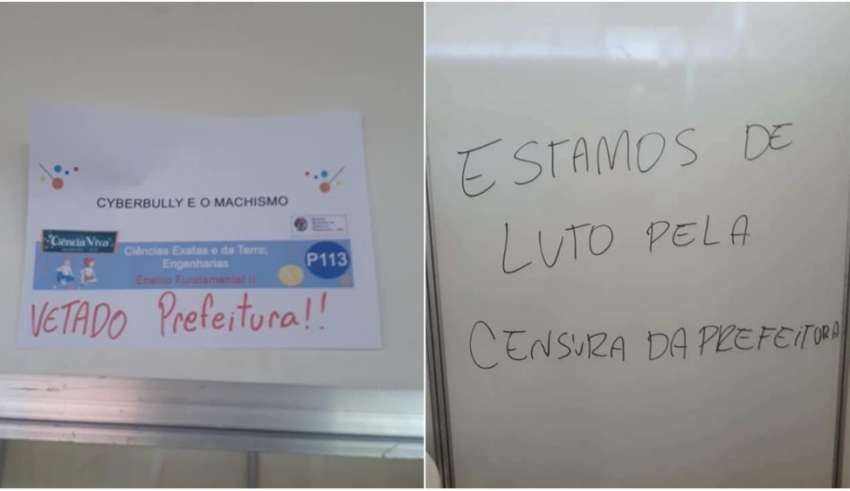 CYBERBULLY E O MACHISMO
Ciência Viva
Ciências Exatas e da Terra;
Engenharias
Ensino Fundamental II
P113
VETADO Prefeitura!!
ESTAMOS DE
LUTO PELA
CENSURA DA PREFEITURA